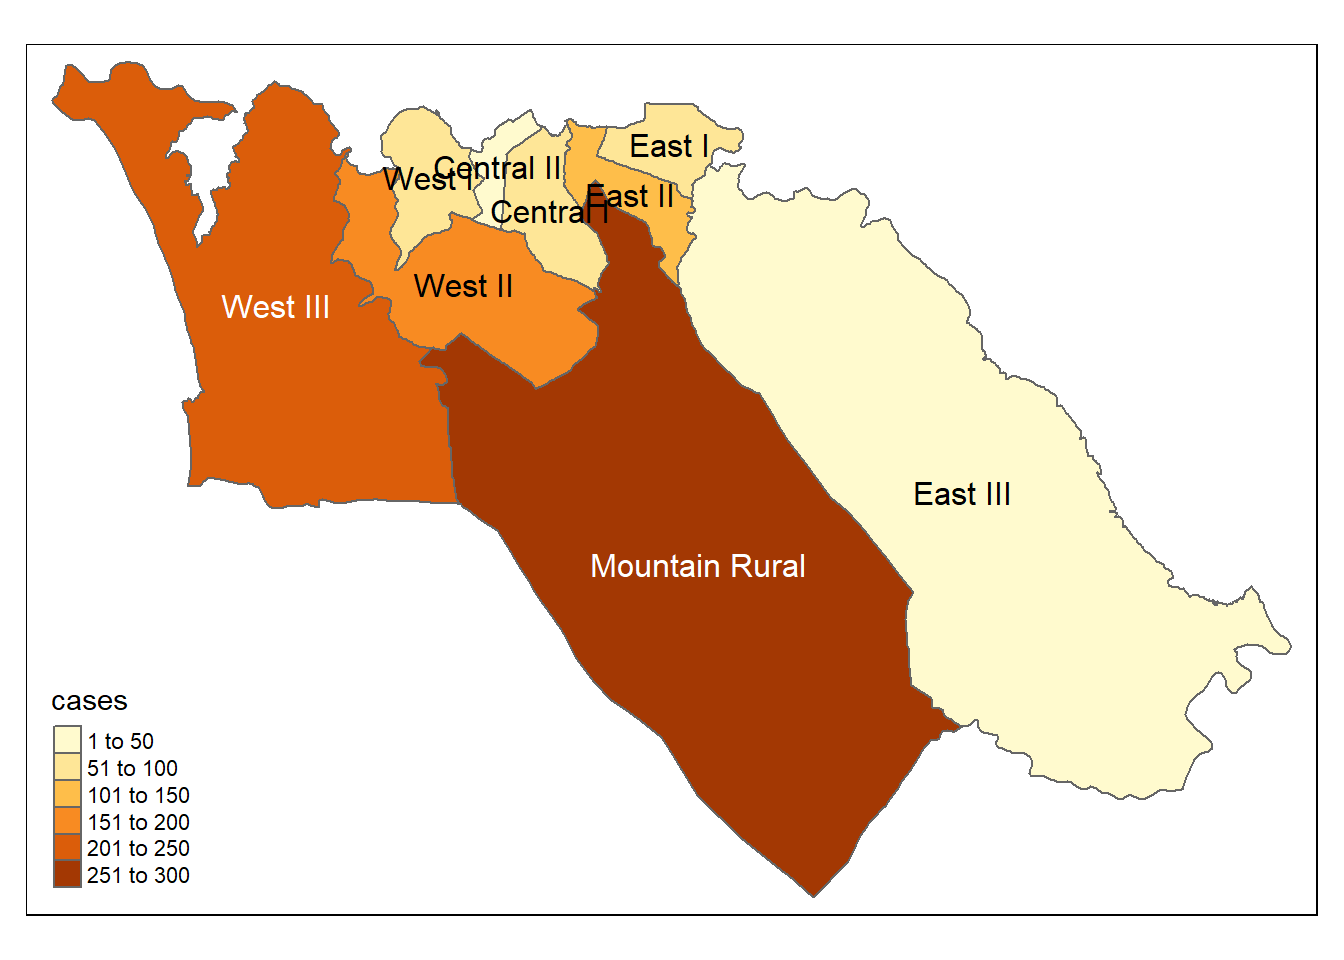 East I
Central II
West I
East II
Central I
West II
West III
East III
Mountain Rural
cases
1 to 50
51 to 100
101 to 150
151 to 200
201 to 250
251 to 300